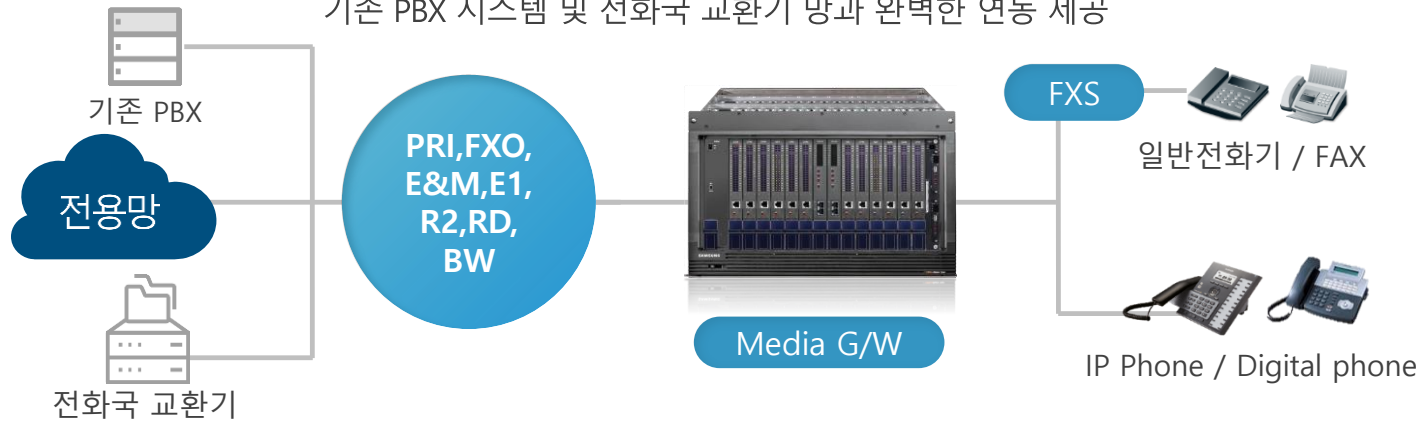 기존 PBX 시스템 및 전화국 교환기 망과 완벽한 연동 제공
기존 PBX
전용망
전화국 교환기
PRI,FXO,
E&M,E1,
R2,RD,
BW
SAMSUNG
Media G/W
FXS
일반전화기 / FAX
IP Phone / Digital phone